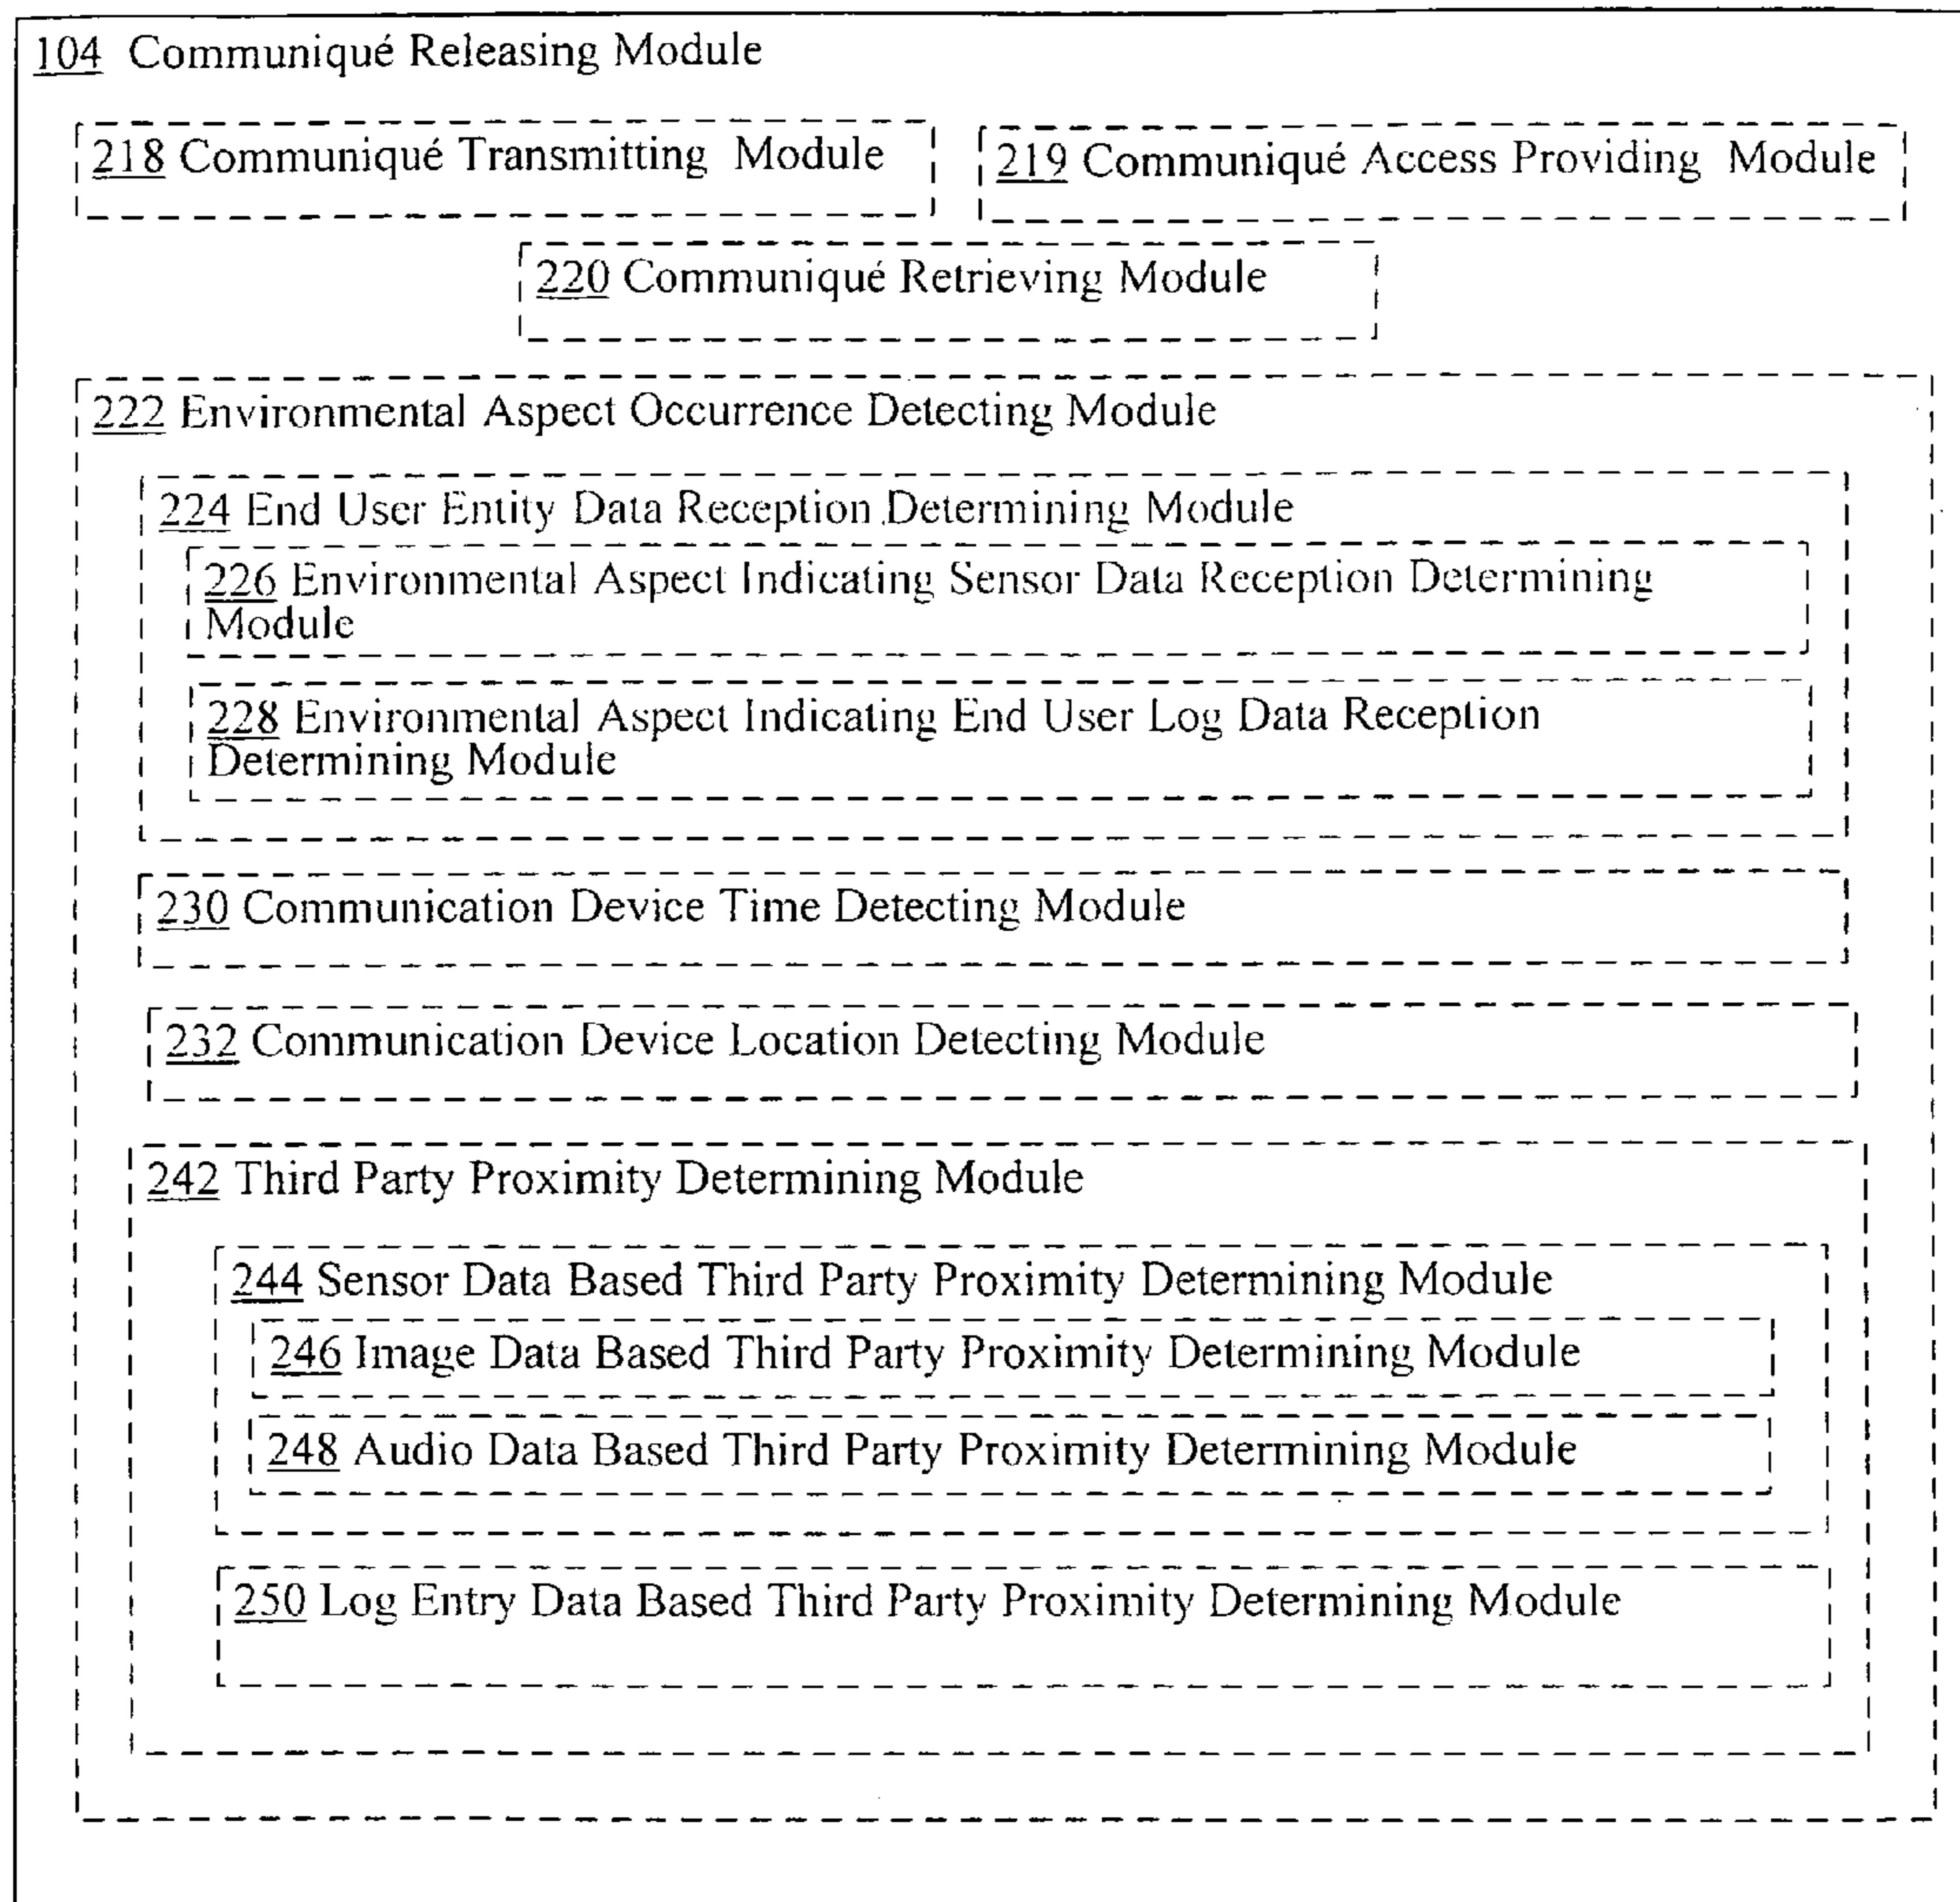 104 Communiqué Releasing Module
218 Communiqué Transmitting Module
219 Communiqué Access Providing Module
220 Communiqué Retrieving Module
222 Environmental Aspect Occurrence Detecting Module
224 End User Entity Data Reception Determining Module
226 Environmental Aspect Indicating Sensor Data Reception Determining
Module
228 Environmental Aspect Indicating End User Log Data Reception
Determining Module
230 Communication Device Time Detecting Module
232 Communication Device Location Detecting Module
242 Third Party Proximity Determining Module
244 Sensor Data Based Third Party Proximity Determining Module
246 Image Data Based Third Party Proximity Determining Module
248 Audio Data Based Third Party Proximity Determining Module
250 Log Entry Data Based Third Party Proximity Determining Module